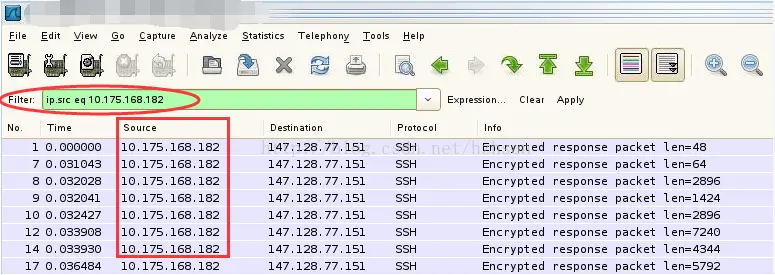 File Edit View Go Capture Analyze Statistics Telephony Tools Help
Filter: ip.src eq 10.175.168.182 Expression... Clear Apply
No. Time Source Destination Protocol Info
1 0.000000 10.175.168.182 147.128.77.151 SSH Encrypted response packet len=48
7 0.031043 10.175.168.182 147.128.77.151 SSH Encrypted response packet len=64
8 0.032028 10.175.168.182 147.128.77.151 SSH Encrypted response packet len=2896
9 0.032041 10.175.168.182 147.128.77.151 SSH Encrypted response packet len=1424
10 0.032427 10.175.168.182 147.128.77.151 SSH Encrypted response packet len=2896
12 0.033908 10.175.168.182 147.128.77.151 SSH Encrypted response packet len=7240
14 0.033930 10.175.168.182 147.128.77.151 SSH Encrypted response packet len=4344
17 0.036484 10.175.168.182 147.128.77.151 SSH Encrypted response packet len=5792